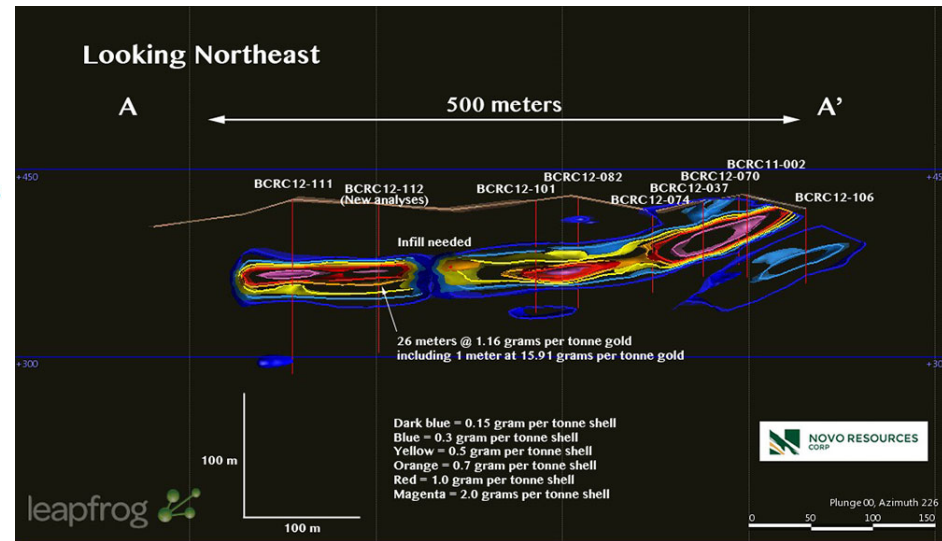 Looking Northeast
A
500 meters
A'
BCRC11-002
BCRC12-070
BCRC12-082
BCRC12-037
BCRC12-111
BCRC12-112
(New analyses)
BCRC12-101
BCRC12-074
BCRC12-106
+450
+45
Infill needed
26 meters @ 1.16 grams per tonne gold
including 1 meter at 15.91 grams per tonne gold
+300
+30
Dark blue = 0.15 gram per tonne shell
Blue = 0.3 gram per tonne shell
Yellow = 0.5 gram per tonne shell
Orange = 0.7 gram per tonne shell
Red = 1.0 gram per tonne shell
Magenta = 2.0 grams per tonne shell
100 m
100 m
NOVO RESOURCES
CORP
leapfrog
Plunge 00, Azimuth 226
0 50 100 150